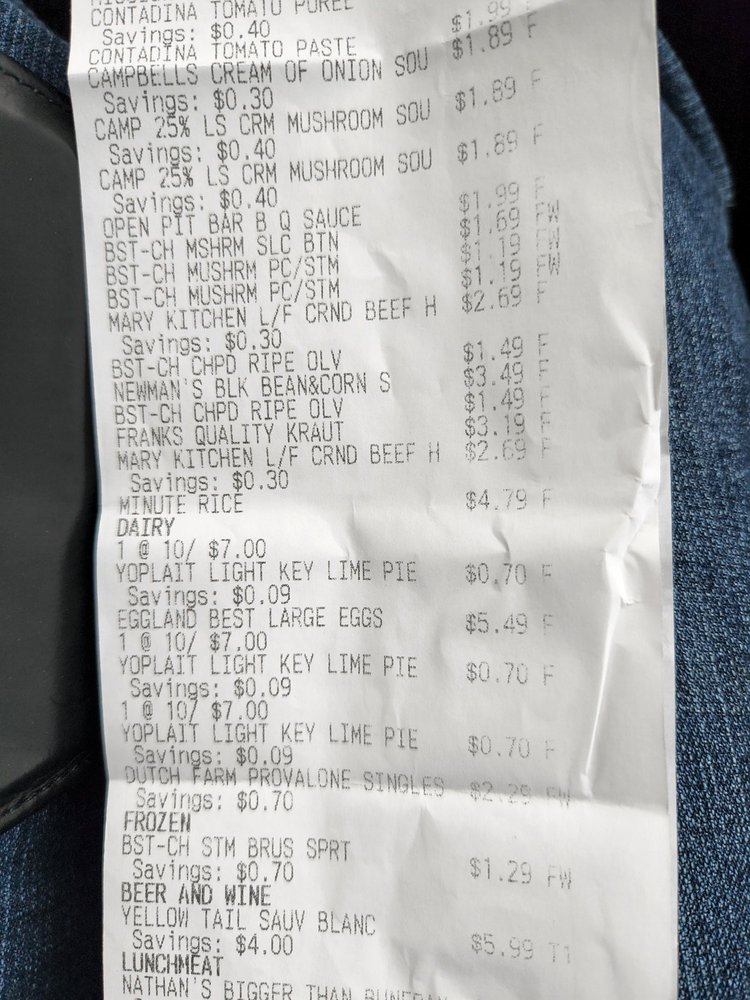 CONTADINA TOMATO PUREE
Savings: $0.40
CONTADINA TOMATO PASTE $1.99 F
CAMPBELLS CREAM OF ONION SOU $1.89 F
Savings: $0.30
CAMP 25% LS CRM MUSHROOM SOU $1.89 F
Savings: $0.40
CAMP 25% LS CRM MUSHROOM SOU $1.89 F
Savings: $0.40
OPEN PIT BAR B Q SAUCE $1.99 F
BST-CH MSHRM SLC BTN $1.69 FW
BST-CH MUSHRM PC/STM $1.19 FW
BST-CH MUSHRM PC/STM $1.19 FW
MARY KITCHEN L/F CRND BEEF H $2.69 F
Savings: $0.30
BST-CH CHPD RIPE OLV $1.49 F
NEWMAN'S BLK BEAN&CORN S $3.49 F
BST-CH CHPD RIPE OLV $1.49 F
FRANKS QUALITY KRAUT $3.19 F
MARY KITCHEN L/F CRND BEEF H $2.69 F
Savings: $0.30
MINUTE RICE $4.79 F
DAIRY
1 @ 10/ $7.00
YOPLAIT LIGHT KEY LIME PIE $0.70 F
Savings: $0.09
EGGLAND BEST LARGE EGGS $5.49 F
1 @ 10/ $7.00
YOPLAIT LIGHT KEY LIME PIE $0.70 F
Savings: $0.09
1 @ 10/ $7.00
YOPLAIT LIGHT KEY LIME PIE $0.70 F
Savings: $0.09
DUTCH FARM PROVALONE SINGLES $2.29 FW
Savings: $0.70
FROZEN
BST-CH STM BRUS SPRT $1.29 FW
Savings: $0.70
BEER AND WINE
YELLOW TAIL SAUV BLANC $5.99 T1
Savings: $4.00
LUNCHMEAT
NATHAN'S BIGGER THAN